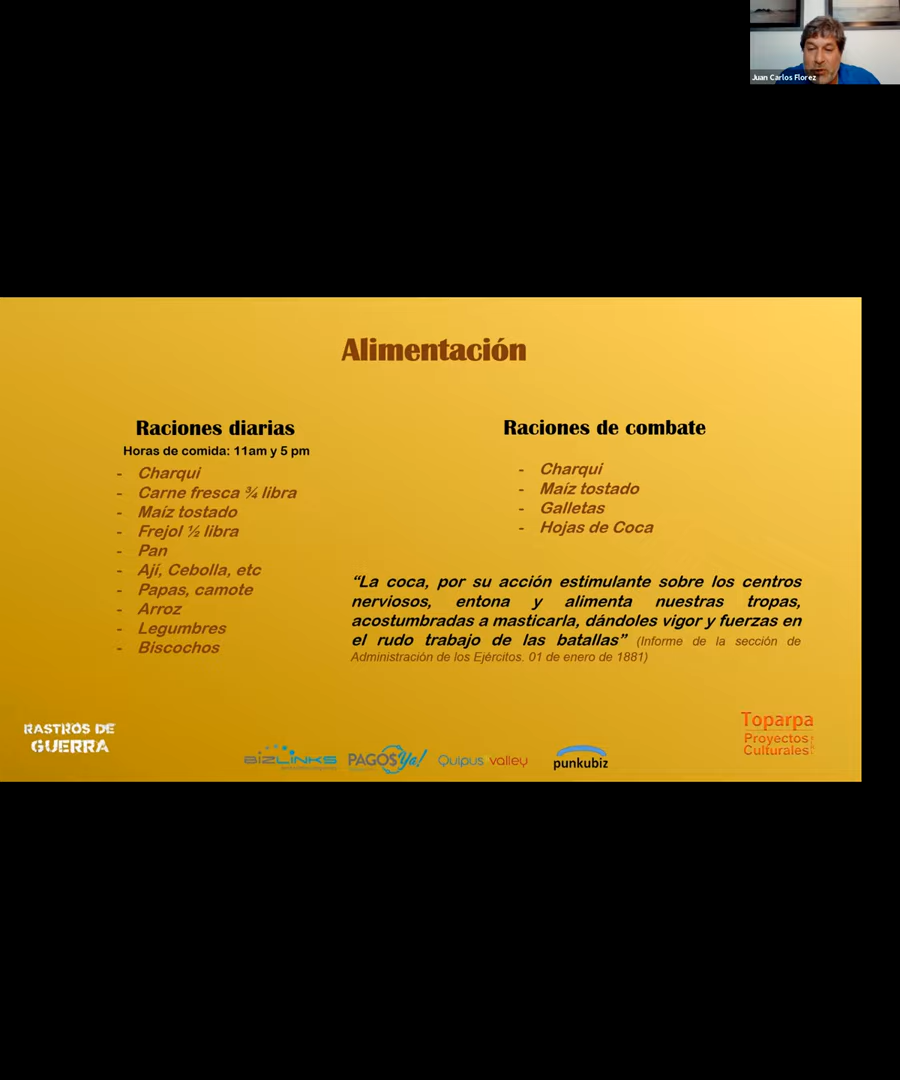 Juan Carlos Florez
Alimentación
Raciones diarias
Horas de comida: 11am y 5 pm
- Charqui
- Carne fresca ¾ libra
- Maíz tostado
- Frejol ½ libra
- Pan
- Ají, Cebolla, etc
- Papas, camote
- Arroz
- Legumbres
- Biscochos
Raciones de combate
- Charqui
- Maíz tostado
- Galletas
- Hojas de Coca
“La coca, por su acción estimulante sobre los centros
nerviosos, entona y alimenta nuestras tropas,
acostumbradas a masticarla, dándoles vigor y fuerzas en
el rudo trabajo de las batallas” (Informe de la sección de
Administración de los Ejércitos. 01 de enero de 1881)
RASTROS DE
GUERRA
BIZLINKS
PAGOS Ya!
Quipus valley
punkubiz
Toparpa
Proyectos
Culturales